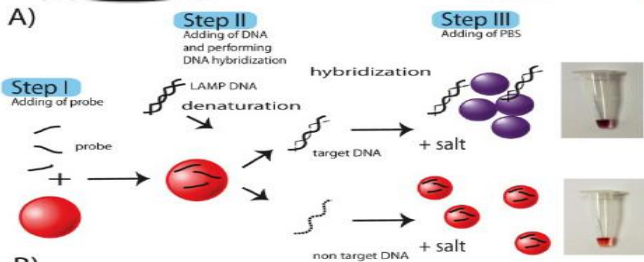 A)
Step I
Adding of probe
probe
+
Step II
Adding of DNA
and performing
DNA hybridization
LAMP DNA
denaturation
Step III
Adding of PBS
hybridization
target DNA
+ salt
non target DNA
+ salt